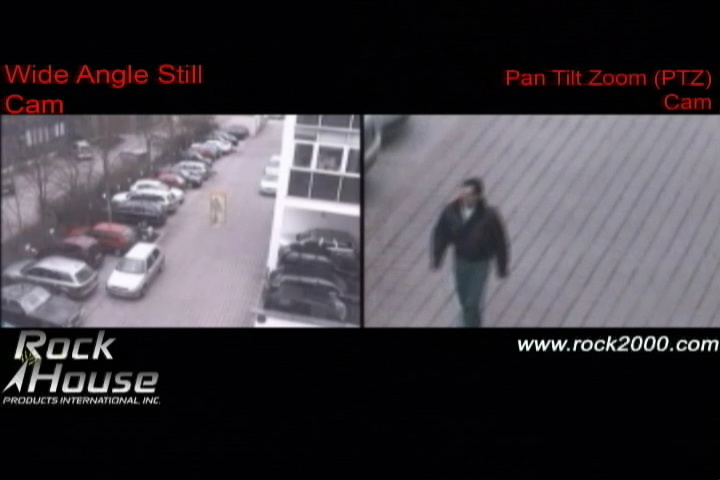 Wide Angle Still
Cam
Pan Tilt Zoom (PTZ)
Cam
Rock
House
PRODUCTS INTERNATIONAL, INC.
www.rock2000.com